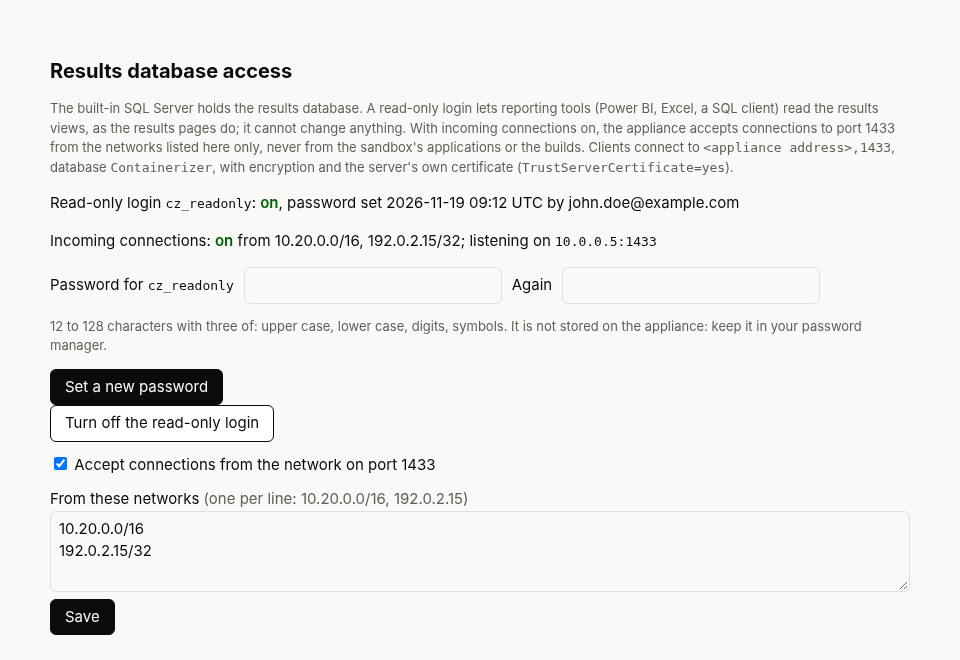 Results database access
The built-in SQL Server holds the results database. A read-only login lets reporting tools (Power BI, Excel, a SQL client) read the results
views, as the results pages do; it cannot change anything. With incoming connections on, the appliance accepts connections to port 1433
from the networks listed here only, never from the sandbox's applications or the builds. Clients connect to <appliance address>,1433,
database Containerizer, with encryption and the server's own certificate (TrustServerCertificate=yes).
Read-only login cz_readonly: on, password set 2026-11-19 09:12 UTC by john.doe@example.com
Incoming connections: on from 10.20.0.0/16, 192.0.2.15/32; listening on 10.0.0.5:1433
Password for cz_readonly Again
12 to 128 characters with three of: upper case, lower case, digits, symbols. It is not stored on the appliance: keep it in your password
manager.
Set a new password
Turn off the read-only login
Accept connections from the network on port 1433
From these networks (one per line: 10.20.0.0/16, 192.0.2.15)
10.20.0.0/16
192.0.2.15/32
Save